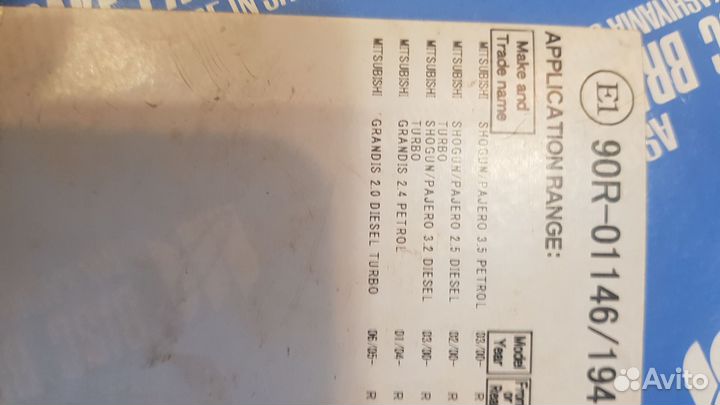 E1 90R-01146/194
APPLICATION RANGE:
Make and Trade name Model Year or
MITSUBISHI SHOGUN/PAJERO 3.5 PETROL 03/00-
MITSUBISHI SHOGUN/PAJERO 2.5 DIESEL 02/00- R
TURBO
MITSUBISHI SHOGUN/PAJERO 3.2 DIESEL 03/00- R
TURBO
MITSUBISHI GRANDIS 2.4 PETROL 01/04- R
MITSUBISHI GRANDIS 2.0 DIESEL TURBO 06/05- R
Avito